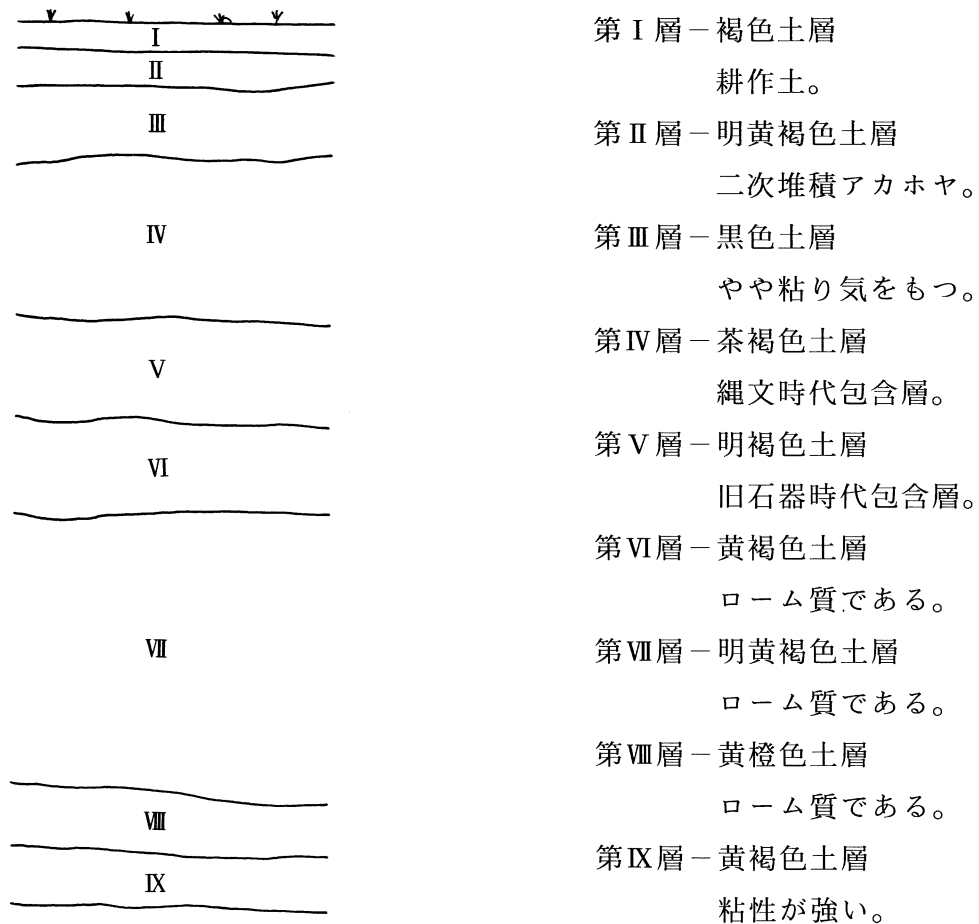 Ⅰ
Ⅱ
Ⅲ
Ⅳ
Ⅴ
Ⅵ
Ⅶ
Ⅷ
Ⅸ
第Ⅰ層－褐色土層
耕作土。
第Ⅱ層－明黄褐色土層
二次堆積アカホヤ。
第Ⅲ層－黒色土層
やや粘り気をもつ。
第Ⅳ層－茶褐色土層
縄文時代包含層。
第Ⅴ層－明褐色土層
旧石器時代包含層。
第Ⅵ層－黄褐色土層
ローム質である。
第Ⅶ層－明黄褐色土層
ローム質である。
第Ⅷ層－黄橙色土層
ローム質である。
第Ⅸ層－黄褐色土層
粘性が強い。